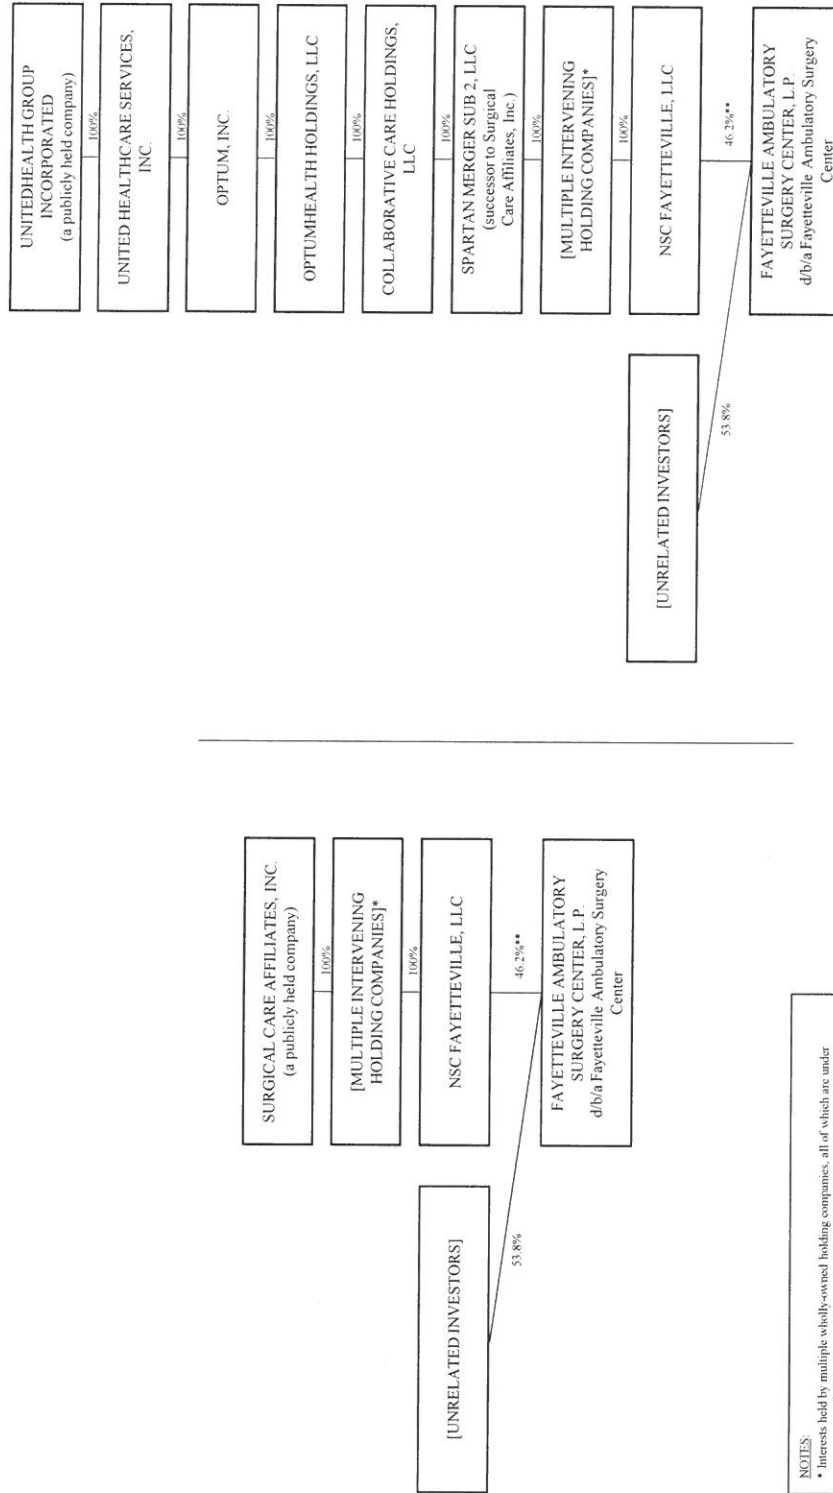 SURGICAL CARE AFFILIATES, INC.
(a publicly held company)
100%
[MULTIPLE INTERVENING
HOLDING COMPANIES]*
100%
NSC FAYETTEVILLE, LLC
[UNRELATED INVESTORS]
46.2%**
53.8%
FAYETTEVILLE AMBULATORY
SURGERY CENTER, L.P.
d/b/a Fayetteville Ambulatory Surgery
Center
NOTES:
* Interests held by multiple wholly-owned holding companies, all of which are under
UNITEDHEALTH GROUP
INCORPORATED
(a publicly held company)
100%
UNITED HEALTHCARE SERVICES,
INC.
100%
OPTUM, INC.
100%
OPTUMHEALTH HOLDINGS, LLC
100%
COLLABORATIVE CARE HOLDINGS,
LLC
100%
SPARTAN MERGER SUB 2, LLC
(successor to Surgical
Care Affiliates, Inc.)
100%
[MULTIPLE INTERVENING
HOLDING COMPANIES]*
100%
NSC FAYETTEVILLE, LLC
[UNRELATED INVESTORS]
46.2%**
53.8%
FAYETTEVILLE AMBULATORY
SURGERY CENTER, L.P.
d/b/a Fayetteville Ambulatory Surgery
Center